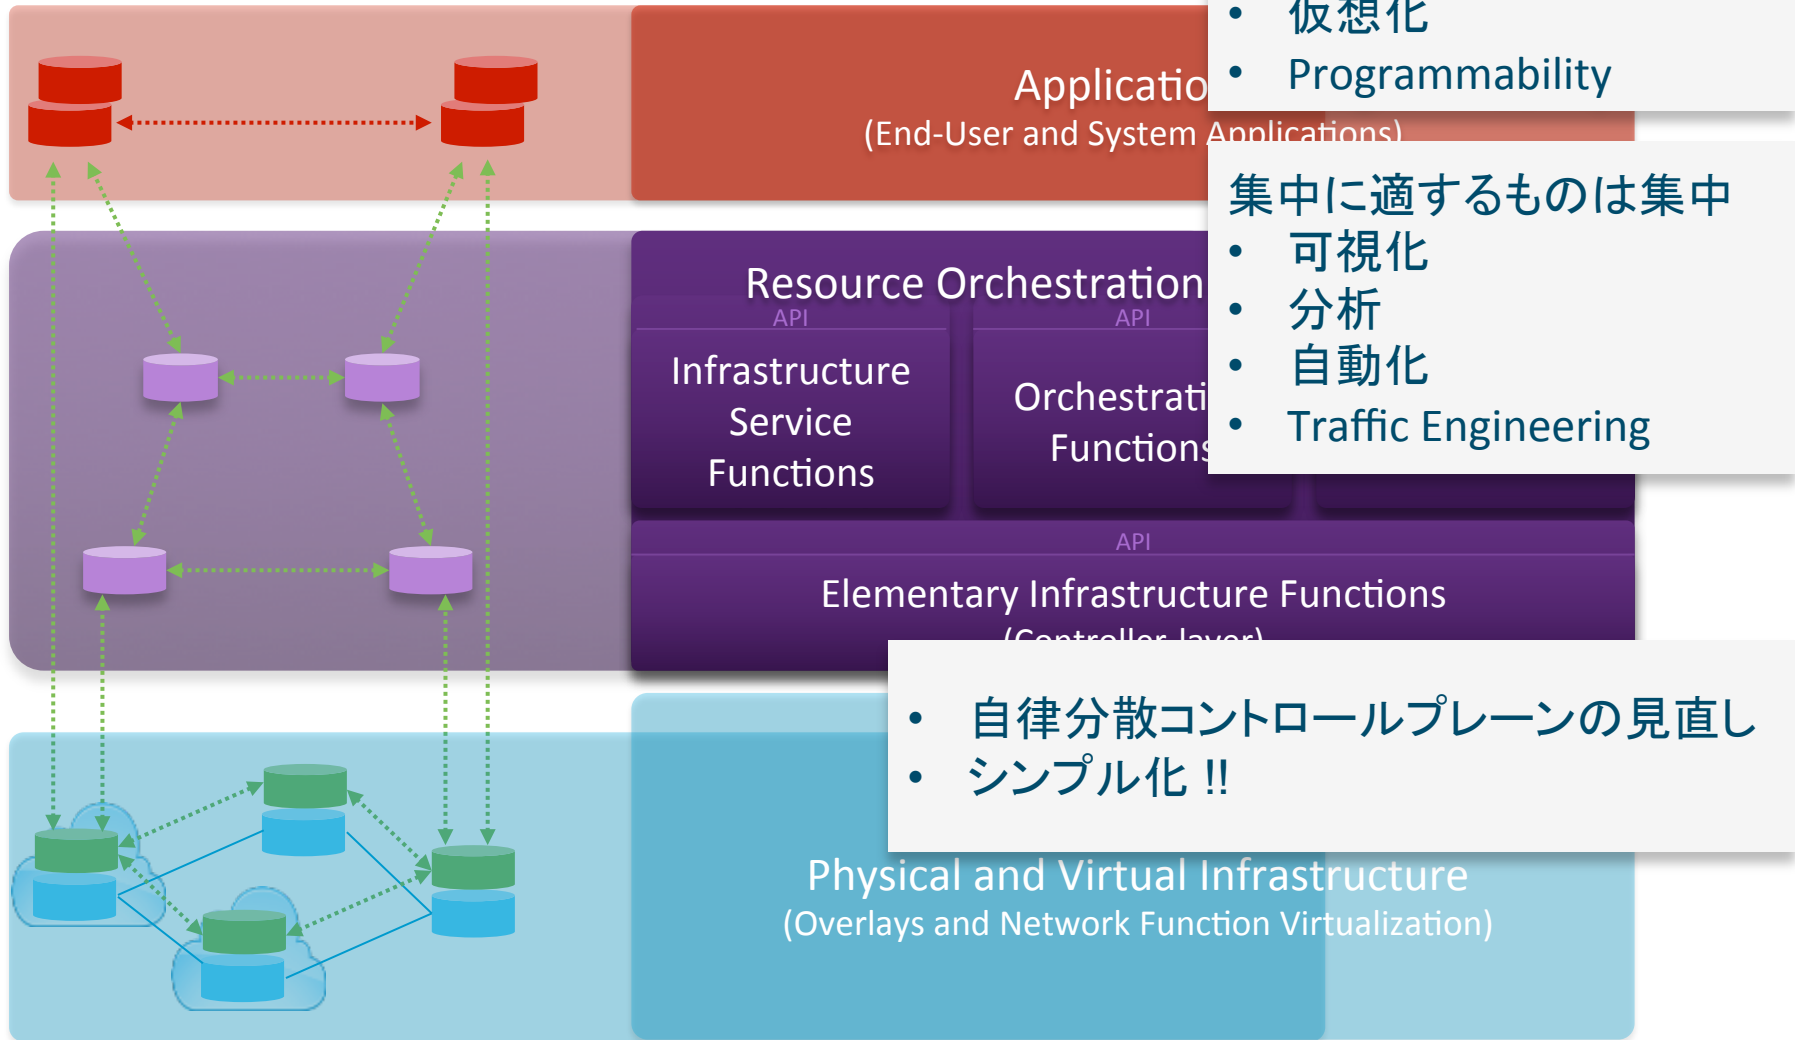 • 仮想化
• Programmability
Applicatio
(End-User and System Applications)
集中に適するものは集中
• 可視化
• 分析
• 自動化
• Traffic Engineering
Resource Orchestration
API
Infrastructure
Service
Functions
API
Orchestrati
Functions
API
Elementary Infrastructure Functions
(Controller-layer)
• 自律分散コントロールプレーンの見直し
• シンプル化 !!
Physical and Virtual Infrastructure
(Overlays and Network Function Virtualization)